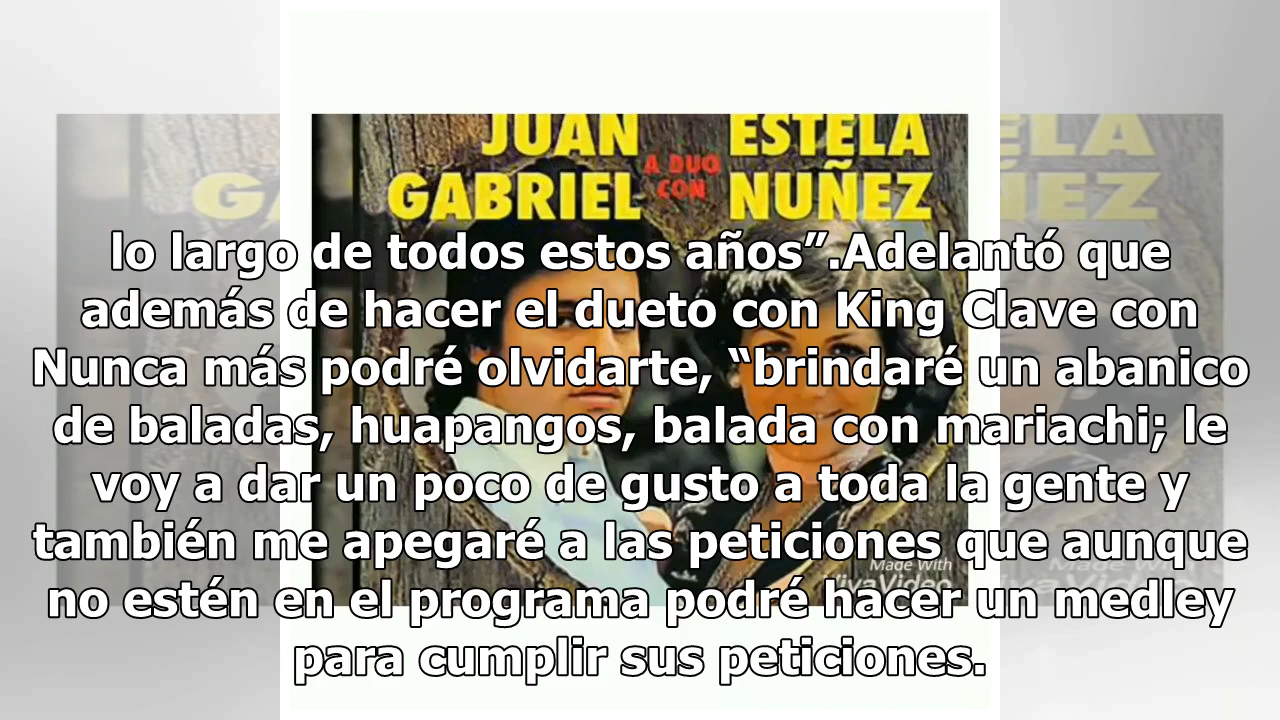 JUAN ESTELA
A DUO
CON
GABRIEL NUÑEZ
lo largo de todos estos años”.Adelantó que
además de hacer el dueto con King Clave con
Nunca más podré olvidarte, “brindaré un abanico
de baladas, huapangos, balada con mariachi; le
voy a dar un poco de gusto a toda la gente y
también me apegaré a las peticiones que aunque
no estén en el programa podré hacer un medley
para cumplir sus peticiones.
Made With
VivaVideo